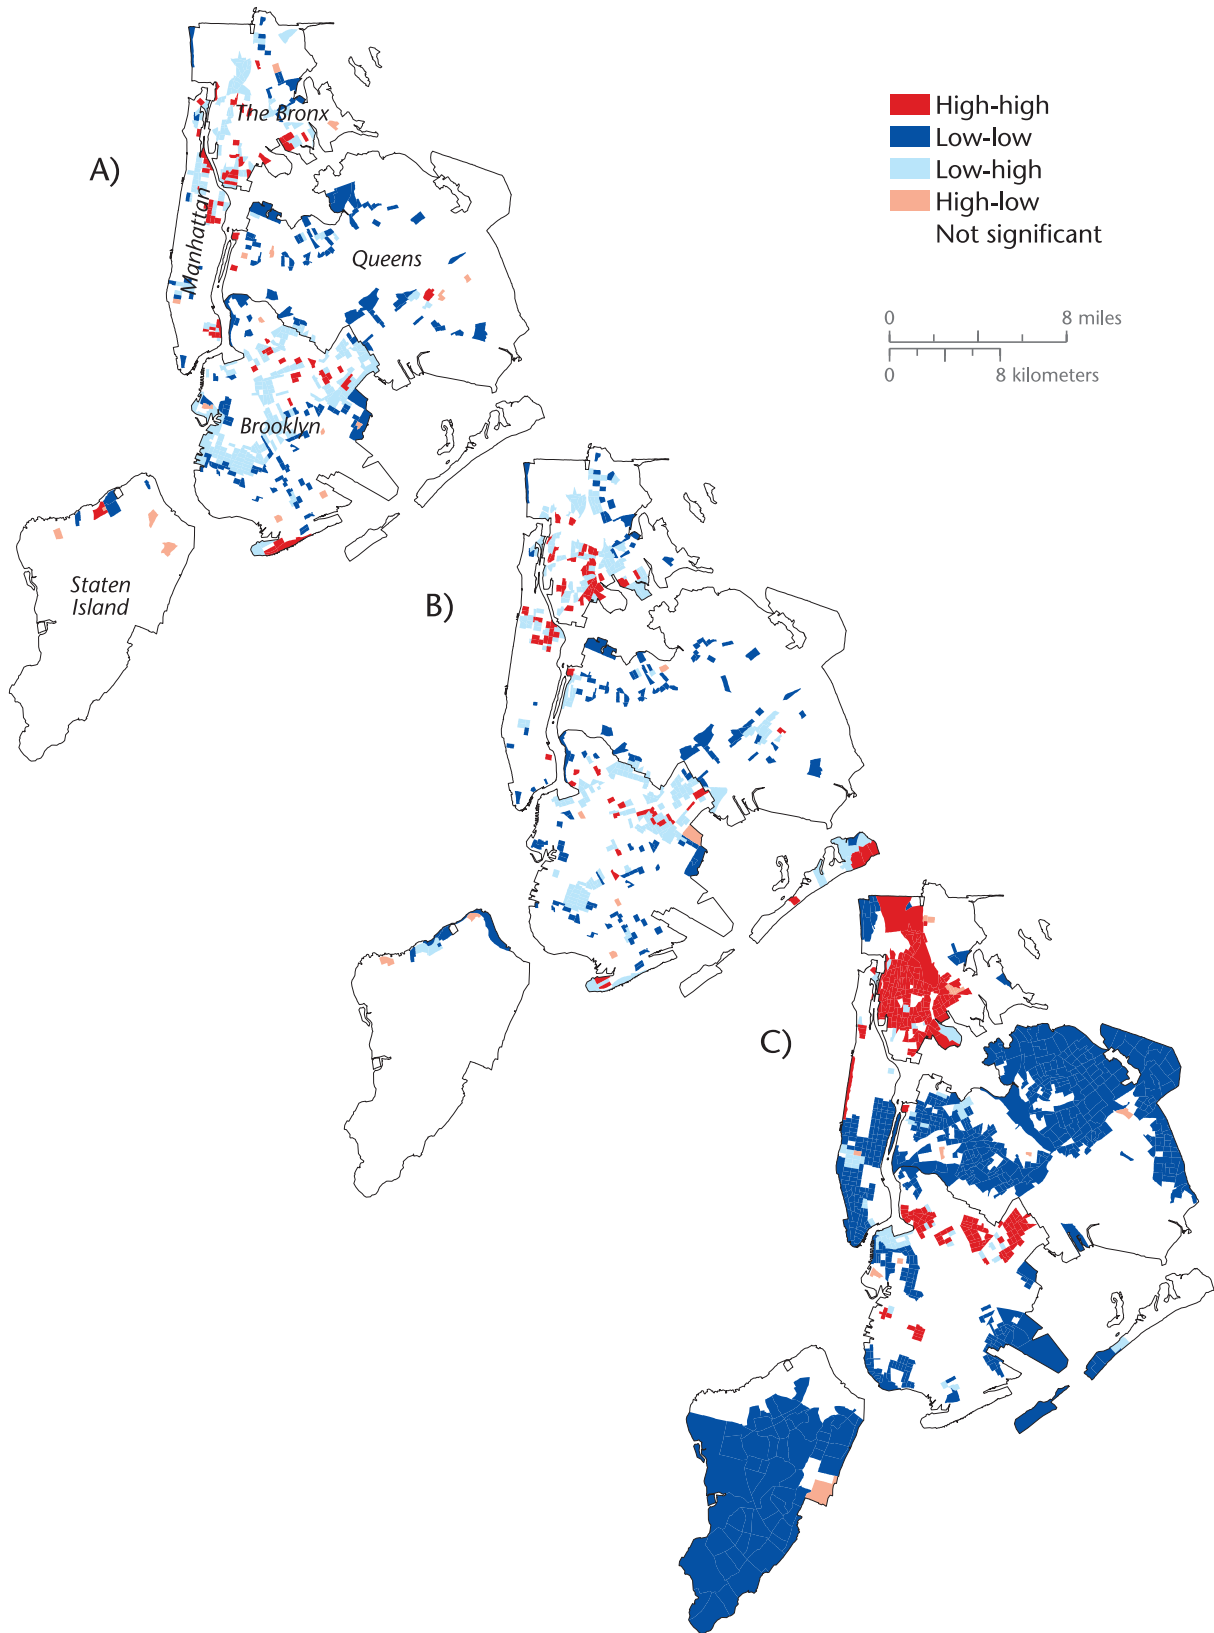 High-high
Low-low
Low-high
High-low
Not significant
0 8 miles
0 8 kilometers
A)
The Bronx
Manhattan
Queens
Brooklyn
Staten
Island
B)
C)